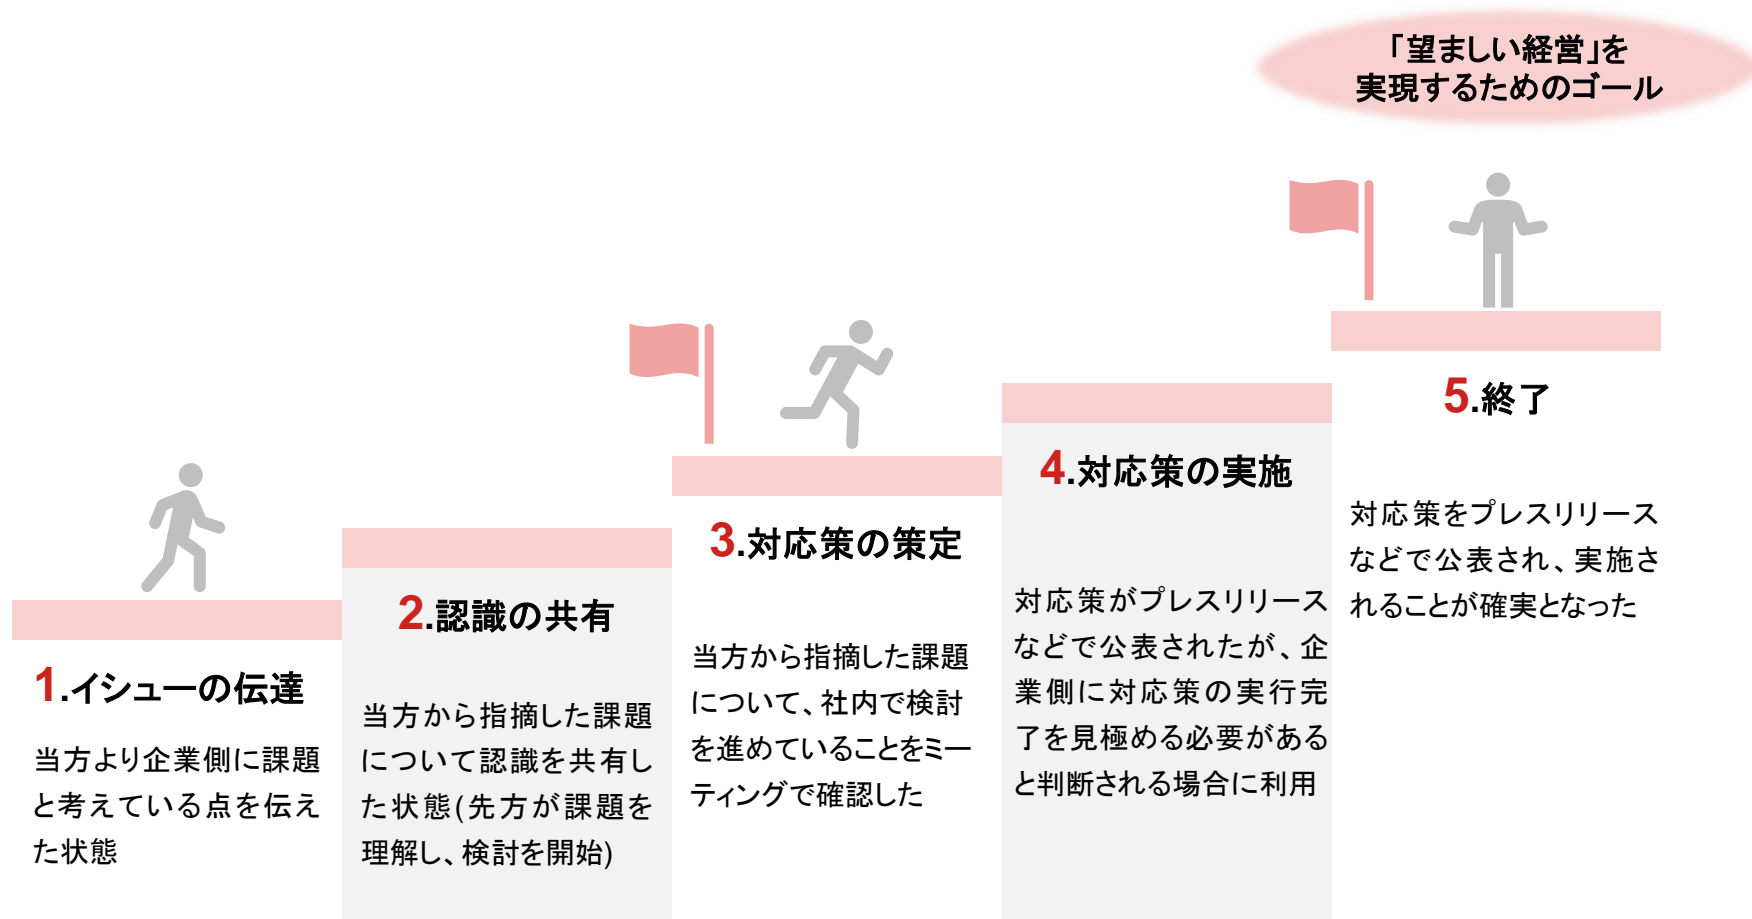 「望ましい経営」を
実現するためのゴール
1.イシューの伝達
当方より企業側に課題
と考えている点を伝え
た状態
2.認識の共有
当方から指摘した課題
について認識を共有し
た状態(先方が課題を
理解し、検討を開始)
3.対応策の策定
当方から指摘した課題
について、社内で検討
を進めていることをミー
ティングで確認した
4.対応策の実施
対応策がプレスリリース
などで公表されたが、企
業側に対応策の実行完
了を見極める必要がある
と判断される場合に利用
5.終了
対応策をプレスリリース
などで公表され、実施さ
れることが確実となった